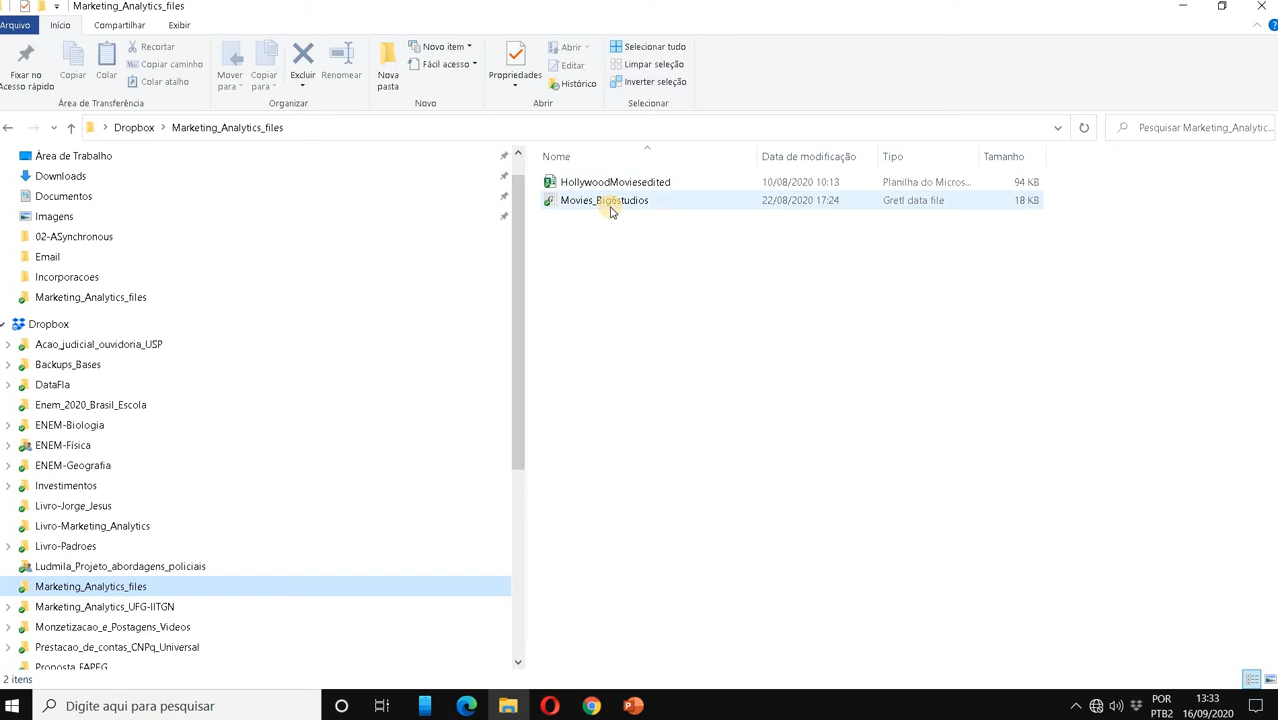 Marketing_Analytics_files
Arquivo Início Compartilhar Exibir
Fixar no Acesso rápido
Copiar
Colar
Recortar
Copiar caminho
Colar atalho
Área de Transferência
Mover para
Copiar para
Excluir
Renomear
Organizar
Nova pasta
Novo item
Fácil acesso
Novo
Propriedades
Abrir
Editar
Histórico
Abrir
Selecionar tudo
Limpar seleção
Inverter seleção
Selecionar
Dropbox Marketing_Analytics_files
Pesquisar Marketing_Analytic...
Nome Data de modificação Tipo Tamanho
HollywoodMoviesedited 10/08/2020 10:13 Planilha do Micros... 94 KB
Movies_Big6studios 22/08/2020 17:24 Gretl data file 18 KB
Área de Trabalho
Downloads
Documentos
Imagens
02-ASynchronous
Email
Incorporacoes
Marketing_Analytics_files
Dropbox
Acao_judicial_ouvidoria_USP
Backups_Bases
DataFla
Enem_2020_Brasil_Escola
ENEM-Biologia
ENEM-Física
ENEM-Geografia
Investimentos
Livro-Jorge_Jesus
Livro-Marketing_Analytics
Livro-Padroes
Ludmila_Projeto_abordagens_policiais
Marketing_Analytics_files
Marketing_Analytics_UFG-IITGN
Monzetizacao_e_Postagens_Videos
Prestacao_de_contas_CNPq_Universal
Proposta_FAPEG
2 itens
Digite aqui para pesquisar
POR
PTB2
13:33
16/09/2020